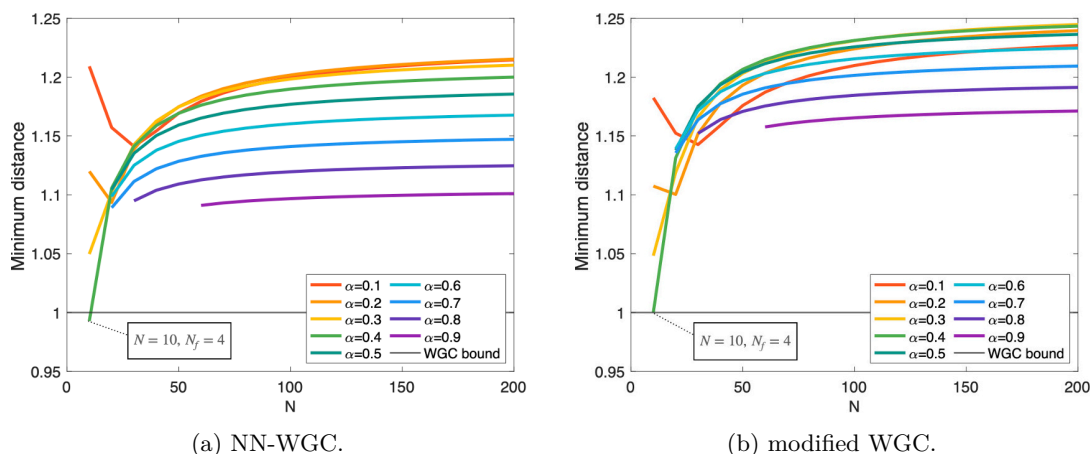 1.25
1.2
1.15
1.1
1.05
1
0.95
Minimum distance
0
50
100
150
200
N
N = 10, N_f = 4
α=0.1
α=0.2
α=0.3
α=0.4
α=0.5
α=0.6
α=0.7
α=0.8
α=0.9
WGC bound
(a) NN-WGC.
1.25
1.2
1.15
1.1
1.05
1
0.95
Minimum distance
0
50
100
150
200
N
N = 10, N_f = 4
α=0.1
α=0.2
α=0.3
α=0.4
α=0.5
α=0.6
α=0.7
α=0.8
α=0.9
WGC bound
(b) modified WGC.